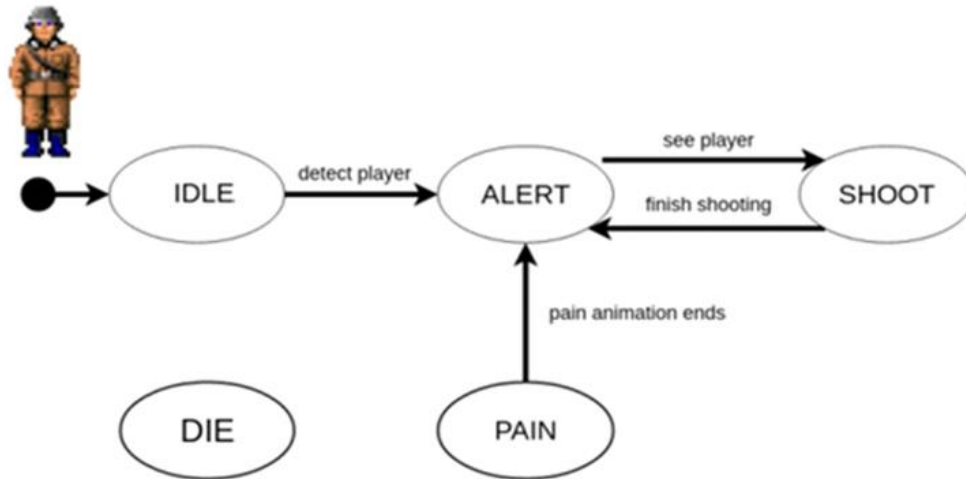 see player
detect player
IDLE
ALERT
SHOOT
finish shooting
pain animation ends
DIE
PAIN